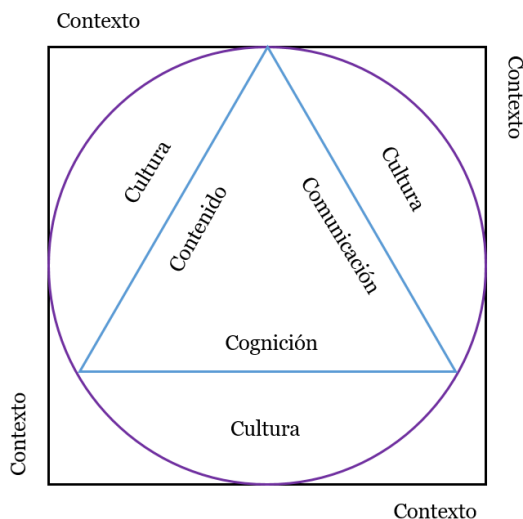 Contexto
Contexto
Cultura
Cultura
Contenido
Comunicación
Cognición
Cultura
Contexto
Contexto